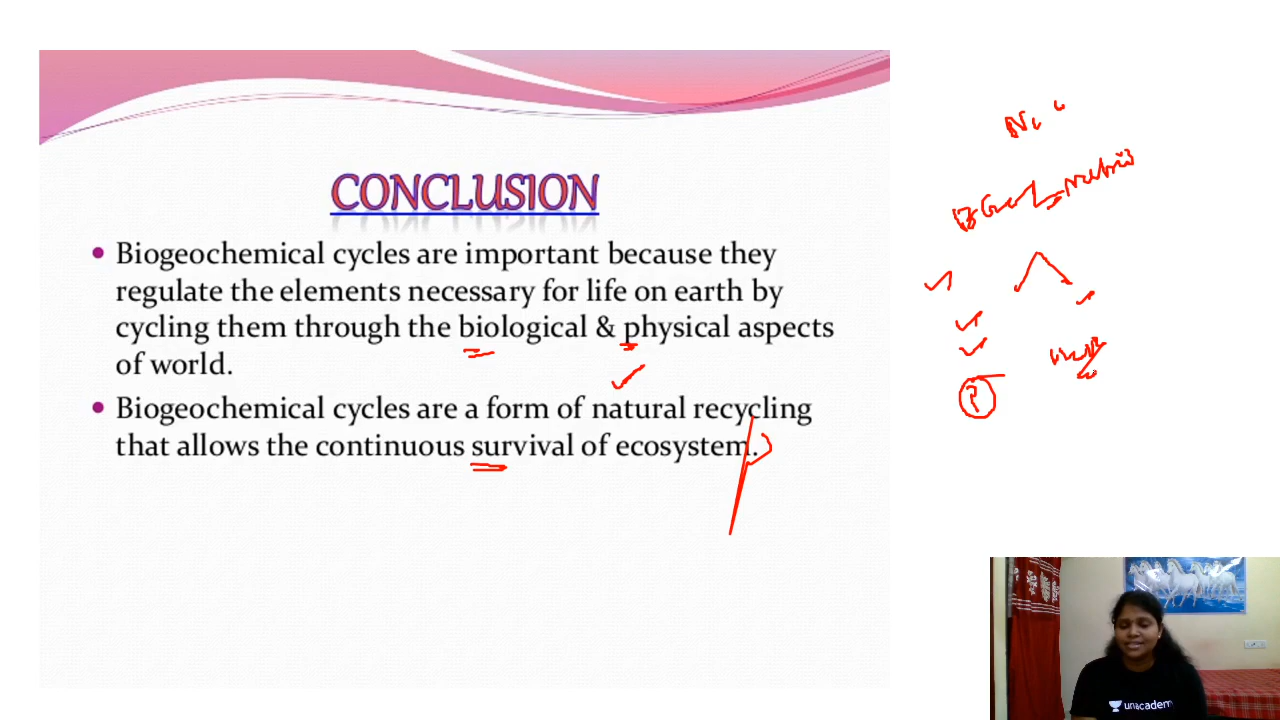 CONCLUSION
• Biogeochemical cycles are important because they
regulate the elements necessary for life on earth by
cycling them through the biological & physical aspects
of world.
• Biogeochemical cycles are a form of natural recycling
that allows the continuous survival of ecosystem.
P
unacademy